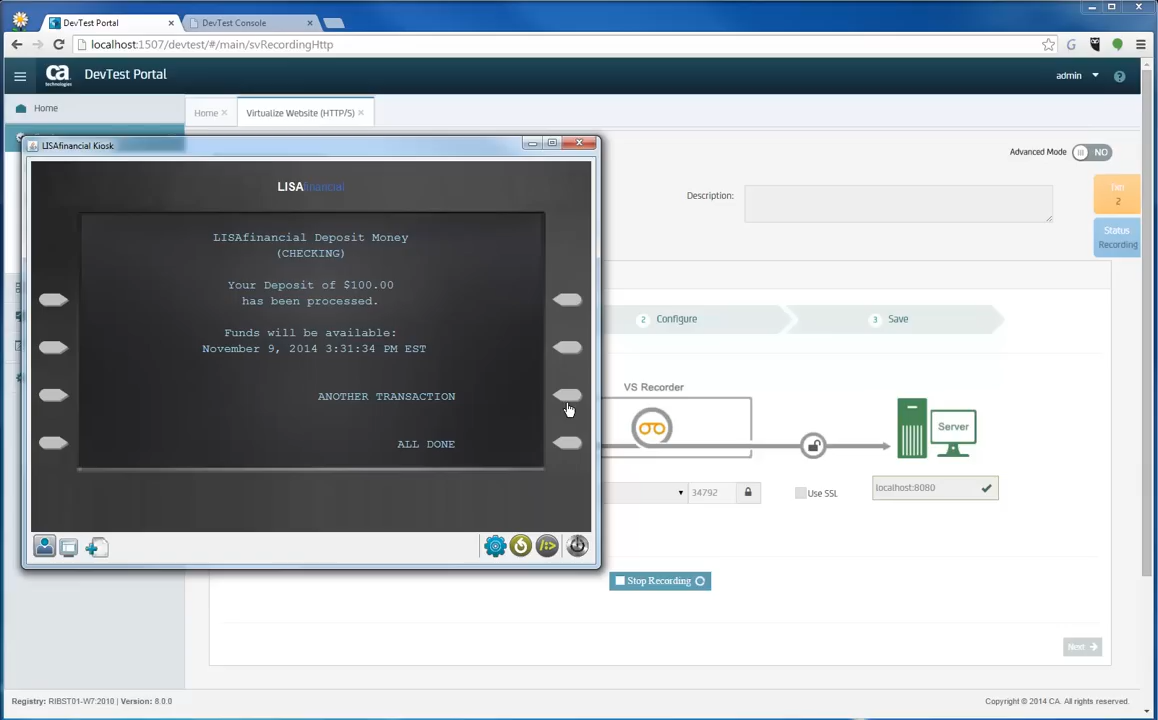 DevTest Portal
DevTest Console
localhost:1507/devtest/#/main/svRecordingHttp
CA technologies
DevTest Portal
admin
Home
Home
Virtualize Website (HTTP/S)
LISAfinancial Kiosk
Advanced Mode
NO
LISAfinancial
Description:
2
Status
Recording
LISAfinancial Deposit Money
(CHECKING)
Your Deposit of $100.00
has been processed.
2 Configure
3 Save
Funds will be available:
November 9, 2014 3:31:34 PM EST
VS Recorder
ANOTHER TRANSACTION
Server
ALL DONE
34792
Use SSL
localhost:8080
Stop Recording
Next
Registry: RIBST01-W7:2010 | Version: 8.0.0
Copyright © 2014 CA. All rights reserved.